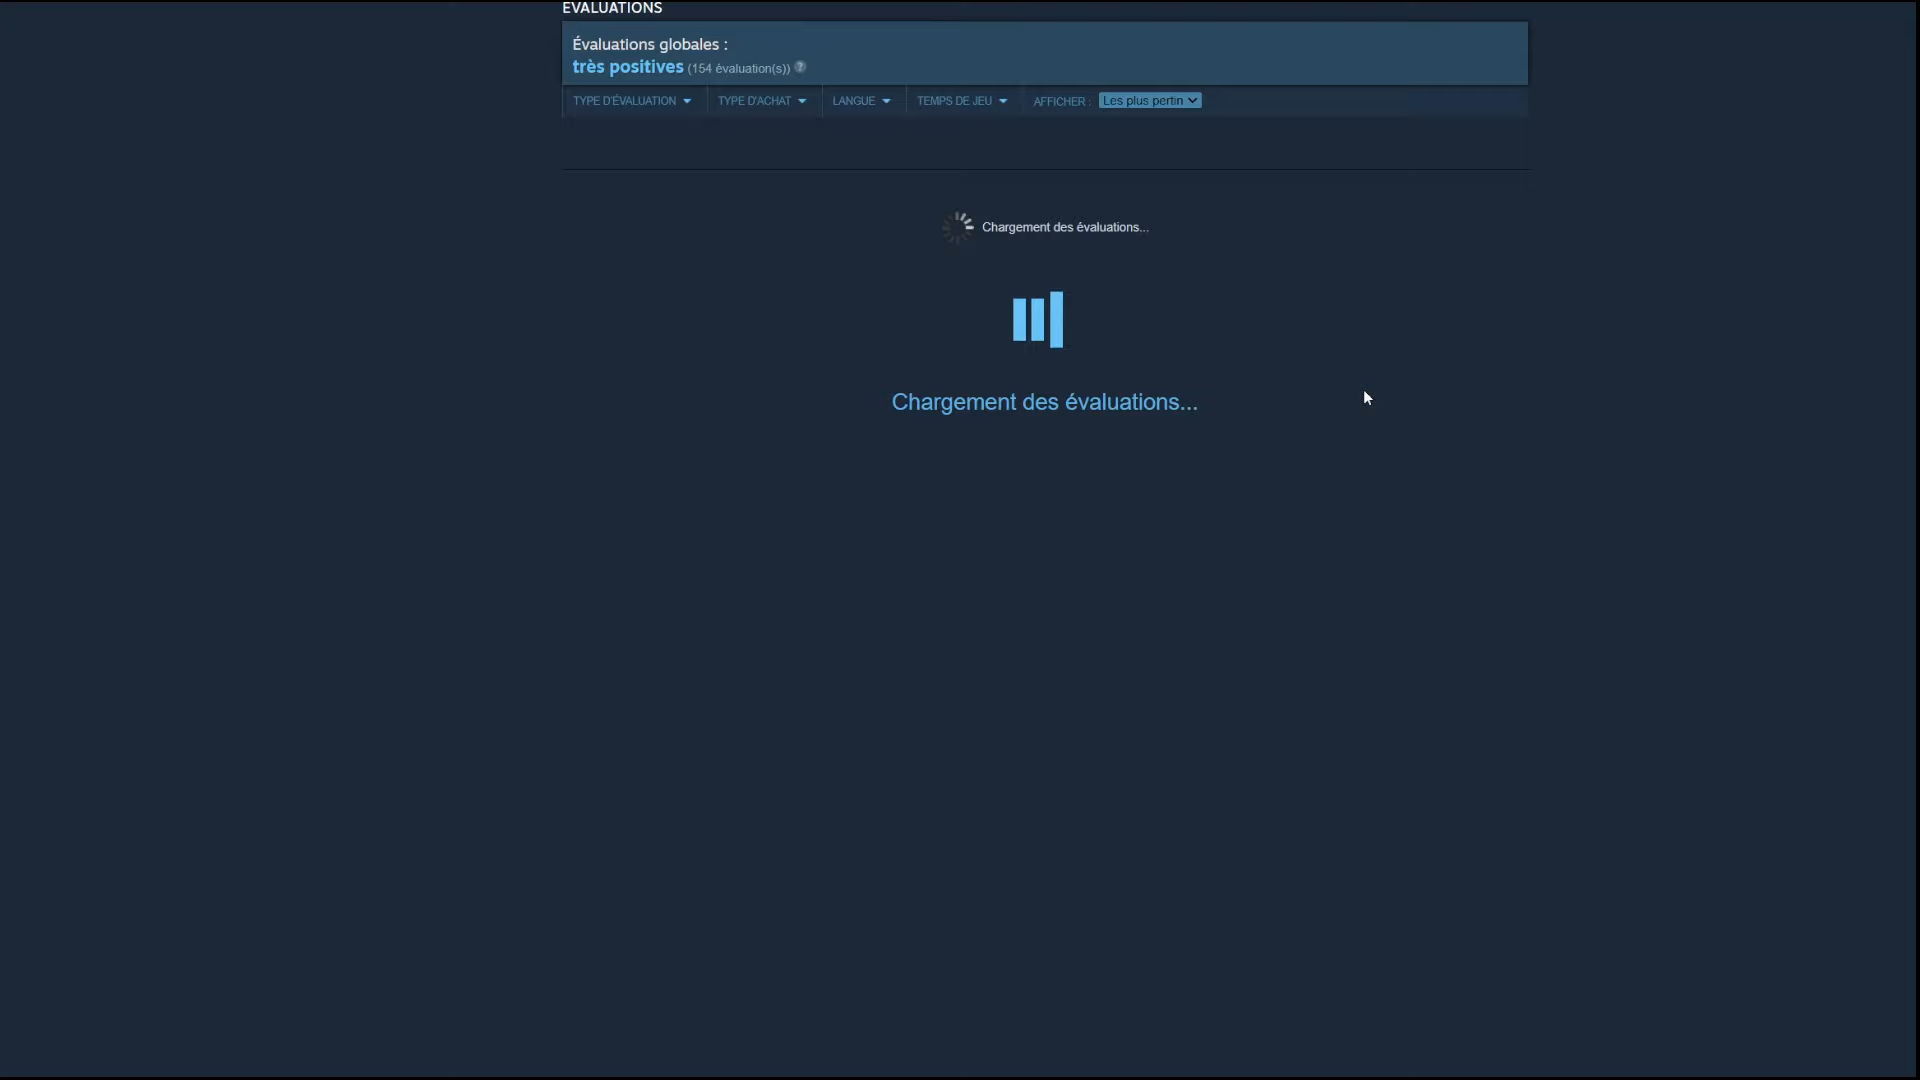 ÉVALUATIONS
Évaluations globales :
très positives (154 évaluation(s)) ?
TYPE D'ÉVALUATION TYPE D'ACHAT LANGUE TEMPS DE JEU AFFICHER : Les plus pertin
Chargement des évaluations...
Chargement des évaluations...